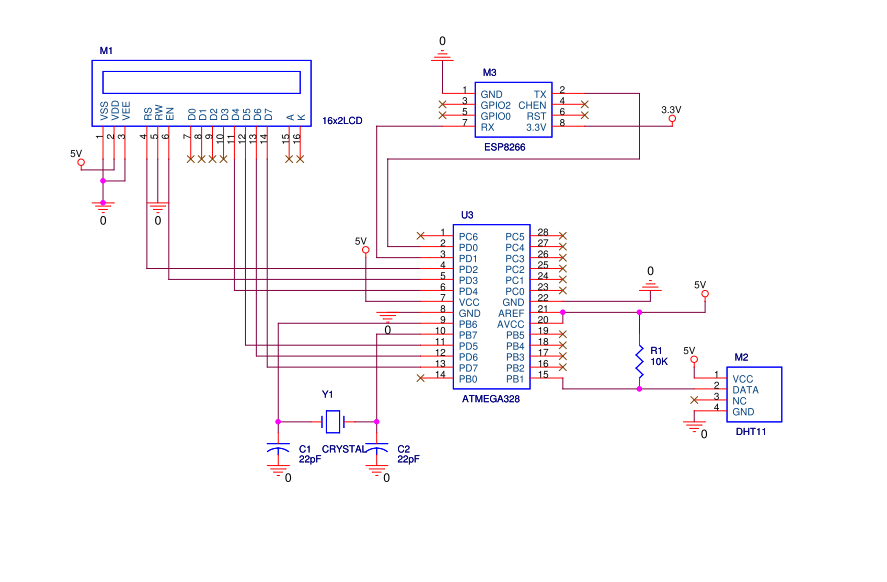 M1
VSS VDD VEE RS RW EN D0 D1 D2 D3 D4 D5 D6 D7 A K
1 2 3 4 5 6 7 8 9 10 11 12 13 14 15 16
16x2LCD
5V
0
0
0
M3
1 GND TX 2
3 GPIO2 CHEN 4
5 GPIO0 RST 6
7 RX 3.3V 8
ESP8266
3.3V
U3
1 PC6 PC5 28
2 PD0 PC4 27
3 PD1 PC3 26
4 PD2 PC2 25
5 PD3 PC1 24
6 PD4 PC0 23
7 VCC GND 22
8 GND AREF 21
9 PB6 AVCC 20
10 PB7 PB5 19
11 PD5 PB4 18
12 PD6 PB3 17
13 PD7 PB2 16
14 PB0 PB1 15
ATMEGA328
5V
0
0
5V
R1
10K
5V
M2
1 VCC
2 DATA
3 NC
4 GND
DHT11
0
Y1
CRYSTAL
C1
22pF
0
C2
22pF
0